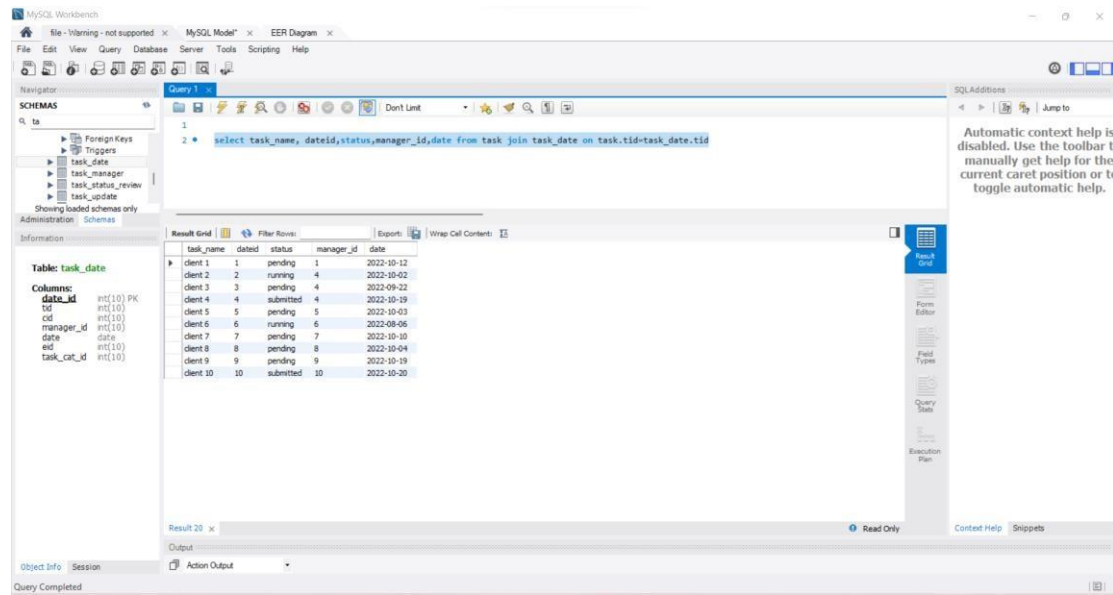 MySQL Workbench
file - Warning - not supported × MySQL Model* × EER Diagram ×
File Edit View Query Database Server Tools Scripting Help
Navigator
SCHEMAS
ta
Foreign Keys
Triggers
task_date
task_manager
task_status_review
task_update
Showing loaded schemas only
Administration Schemas
Information
Table: task_date
Columns:
date_id int(10) PK
tid int(10)
cid int(10)
manager_id int(10)
date date
eid int(10)
task_cat_id int(10)
Object Info Session
Query Completed
Query 1 ×
Don't Limit
1
2 select task_name, dateid,status,manager_id,date from task join task_date on task.tid=task_date.tid
Result Grid Filter Rows: Export: Wrap Cell Content:
task_name dateid status manager_id date
client 1 1 pending 1 2022-10-12
client 2 2 running 4 2022-10-02
client 3 3 pending 4 2022-09-22
client 4 4 submitted 4 2022-10-19
client 5 5 pending 5 2022-10-03
client 6 6 running 6 2022-08-06
client 7 7 pending 7 2022-10-10
client 8 8 pending 8 2022-10-04
client 9 9 pending 9 2022-10-19
client 10 10 submitted 10 2022-10-20
Result
Grid
Form
Editor
Field
Types
Query
Stats
Execution
Plan
Result 20 × Read Only
Output
Action Output
SQLAdditions
Jump to
Automatic context help is
disabled. Use the toolbar t
manually get help for the
current caret position or to
toggle automatic help.
Context Help Snippets